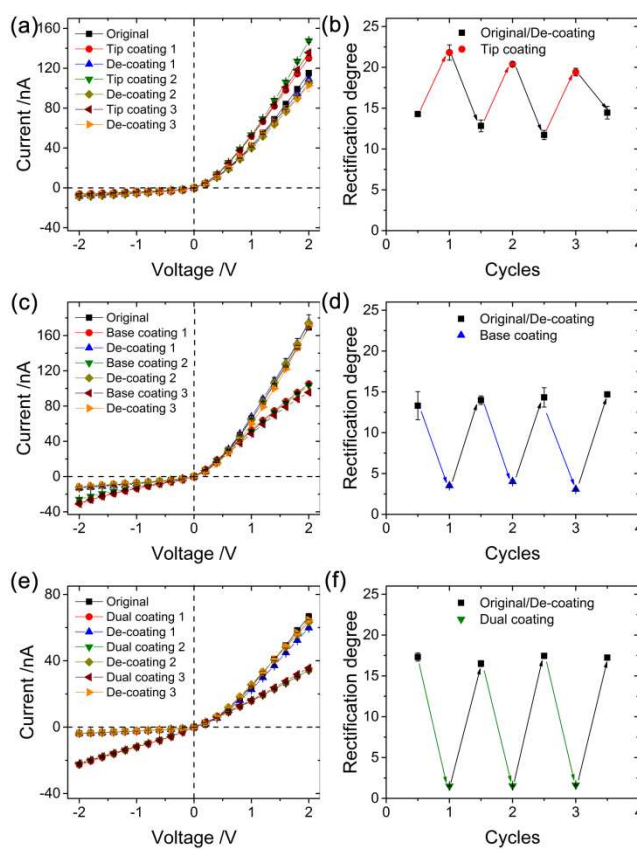 (a)
160
120
80
40
0
-40
Current /nA
Original
Tip coating 1
De-coating 1
Tip coating 2
De-coating 2
Tip coating 3
De-coating 3
-2 -1 0 1 2
Voltage /V
(b)
25
20
15
10
5
0
Rectification degree
Original/De-coating
Tip coating
0 1 2 3 4
Cycles
(c)
160
120
80
40
0
-40
Current /nA
Original
Base coating 1
De-coating 1
Base coating 2
De-coating 2
Base coating 3
De-coating 3
-2 -1 0 1 2
Voltage /V
(d)
25
20
15
10
5
0
Rectification degree
Original/De-coating
Base coating
0 1 2 3 4
Cycles
(e)
80
40
0
-40
Current /nA
Original
Dual coating 1
De-coating 1
Dual coating 2
De-coating 2
Dual coating 3
De-coating 3
-2 -1 0 1 2
Voltage /V
(f)
25
20
15
10
5
0
Rectification degree
Original/De-coating
Dual coating
0 1 2 3 4
Cycles